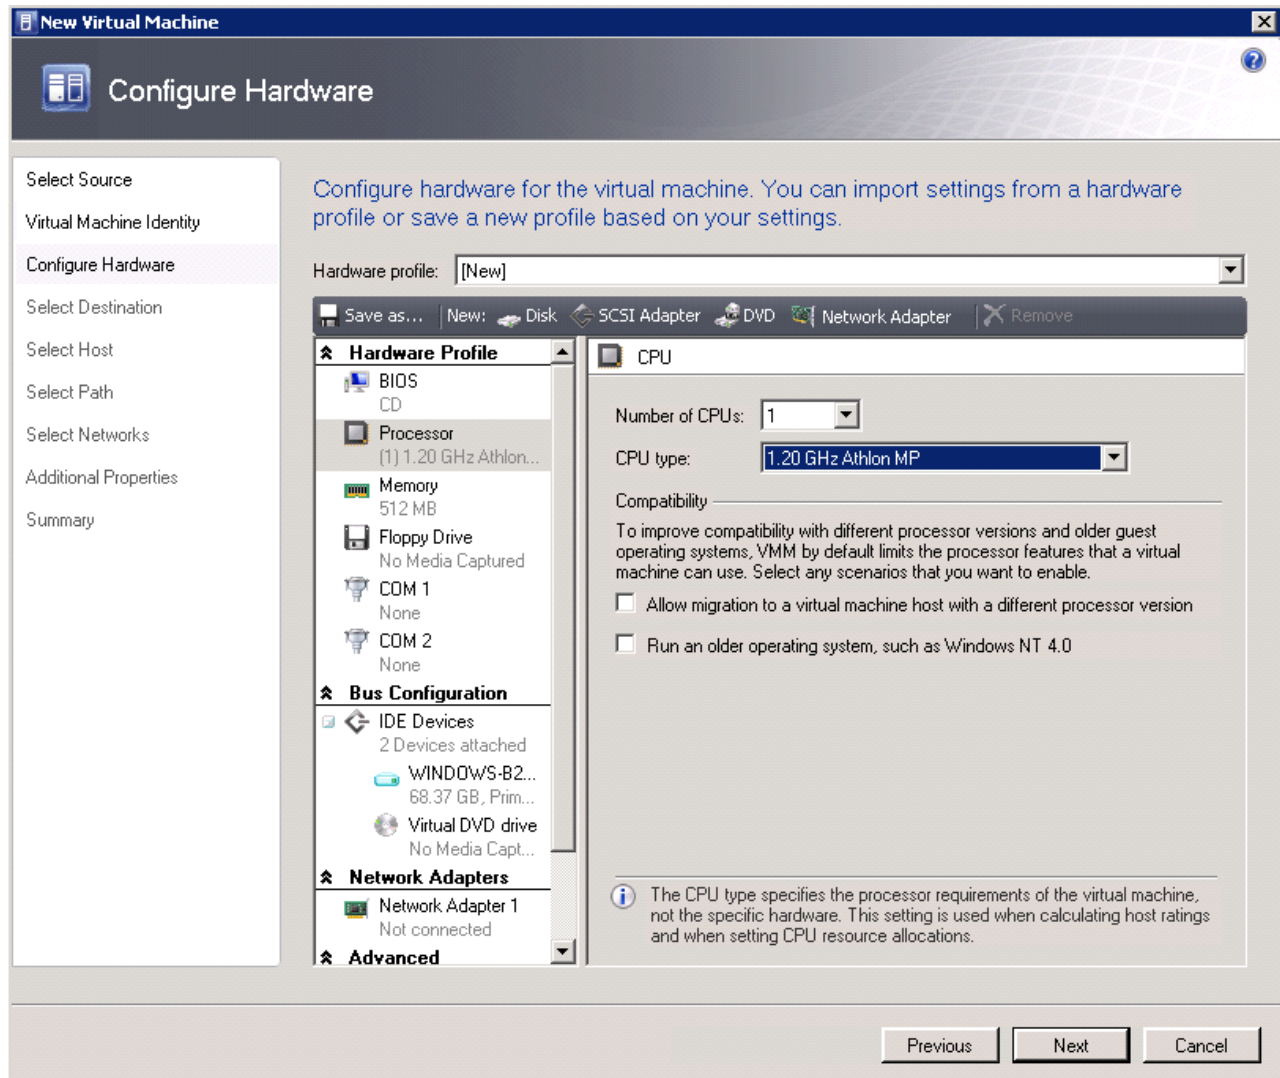 New Virtual Machine
Configure Hardware
Select Source
Virtual Machine Identity
Configure Hardware
Select Destination
Select Host
Select Path
Select Networks
Additional Properties
Summary
Configure hardware for the virtual machine. You can import settings from a hardware
profile or save a new profile based on your settings.
Hardware profile: [New]
Save as... New: Disk SCSI Adapter DVD Network Adapter Remove
Hardware Profile
BIOS
CD
Processor
(1) 1.20 GHz Athlon...
Memory
512 MB
Floppy Drive
No Media Captured
COM 1
None
COM 2
None
Bus Configuration
IDE Devices
2 Devices attached
WINDOWS-B2...
68.37 GB, Prim...
Virtual DVD drive
No Media Capt...
Network Adapters
Network Adapter 1
Not connected
Advanced
CPU
Number of CPUs: 1
CPU type: 1.20 GHz Athlon MP
Compatibility
To improve compatibility with different processor versions and older guest
operating systems, VMM by default limits the processor features that a virtual
machine can use. Select any scenarios that you want to enable.
Allow migration to a virtual machine host with a different processor version
Run an older operating system, such as Windows NT 4.0
The CPU type specifies the processor requirements of the virtual machine,
not the specific hardware. This setting is used when calculating host ratings
and when setting CPU resource allocations.
Previous Next Cancel